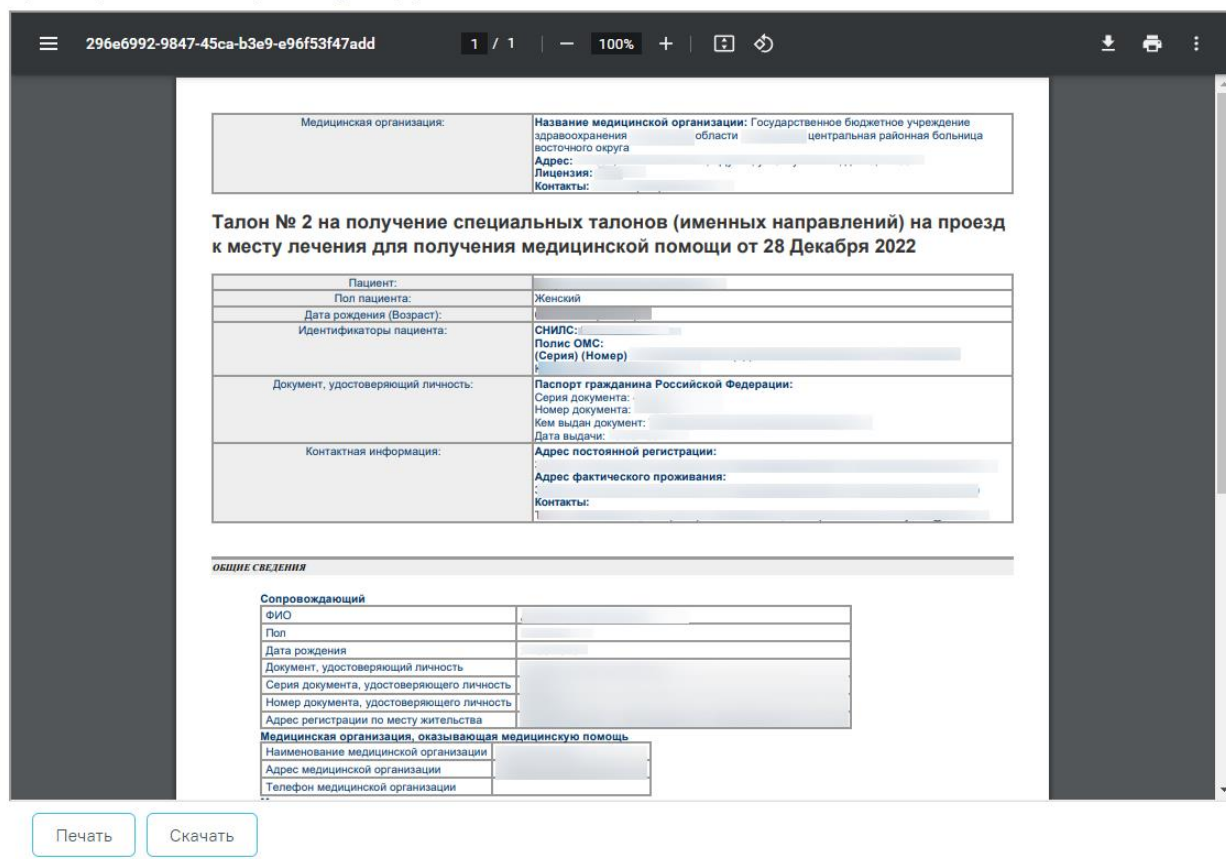 296e6992-9847-45ca-b3e9-e96f53f47add 1 / 1 | — 100% + |
Медицинская организация:
Название медицинской организации: Государственное бюджетное учреждение
здравоохранения области центральная районная больница
восточного округа
Адрес:
Лицензия:
Контакты:
Талон № 2 на получение специальных талонов (именных направлений) на проезд
к месту лечения для получения медицинской помощи от 28 Декабря 2022
Пациент:
Пол пациента: Женский
Дата рождения (Возраст):
Идентификаторы пациента:
СНИЛС:
Полис ОМС:
(Серия) (Номер)
Документ, удостоверяющий личность:
Паспорт гражданина Российской Федерации:
Серия документа:
Номер документа:
Кем выдан документ:
Дата выдачи:
Контактная информация:
Адрес постоянной регистрации:
Адрес фактического проживания:
Контакты:
ОБЩИЕ СВЕДЕНИЯ
Сопровождающий
ФИО
Пол
Дата рождения
Документ, удостоверяющий личность
Серия документа, удостоверяющего личность
Номер документа, удостоверяющего личность
Адрес регистрации по месту жительства
Медицинская организация, оказывающая медицинскую помощь
Наименование медицинской организации
Адрес медицинской организации
Телефон медицинской организации
Печать
Скачать